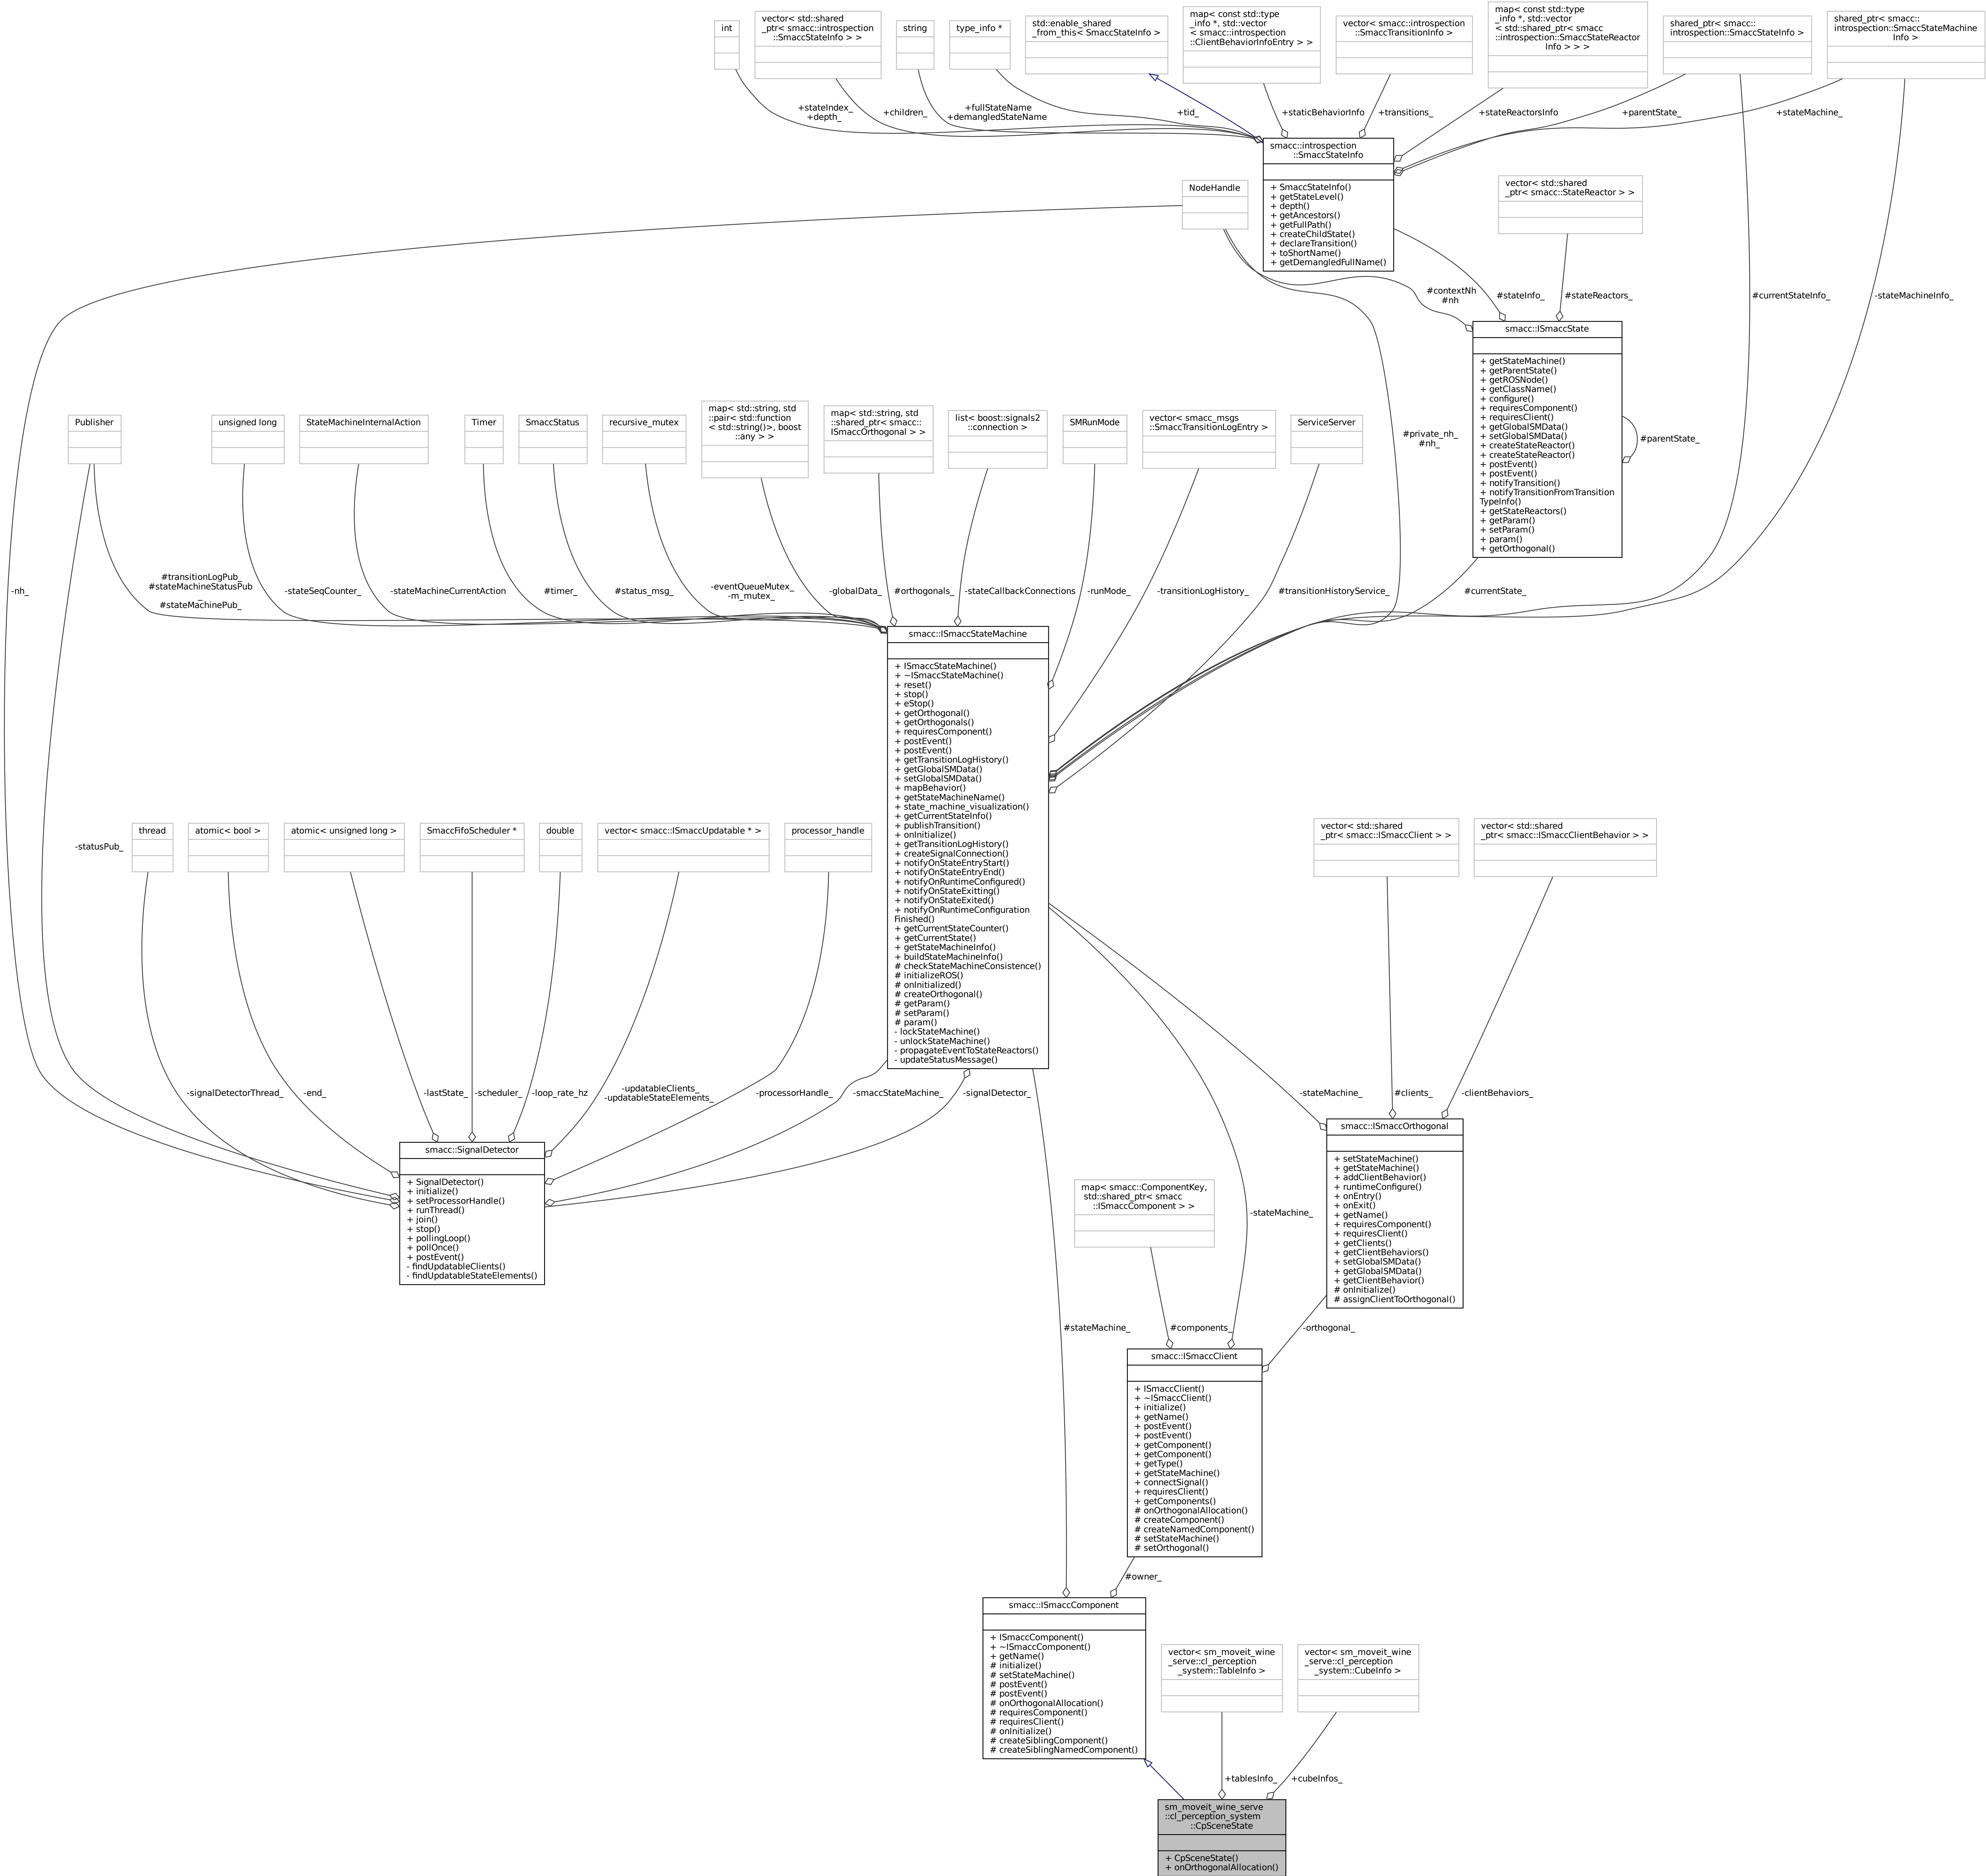 int
vector< std::shared
_ptr< smacc::introspection
::SmaccStateInfo > >
string
type_info *
std::enable_shared
_from_this< SmaccStateInfo >
map< const std::type
_info *, std::vector
< smacc::introspection
::ClientBehaviorInfoEntry > >
vector< smacc::introspection
::SmaccTransitionInfo >
map< const std::type
_info *, std::vector
< std::shared_ptr< smacc
::introspection::SmaccStateReactor
Info > > >
shared_ptr< smacc::
introspection::SmaccStateInfo >
shared_ptr< smacc::
introspection::SmaccStateMachine
Info >
+stateIndex_
+depth_
+children_
+fullStateName
+demangledStateName
+tid_
+staticBehaviorInfo
+transitions_
+stateReactorsInfo
+parentState_
+stateMachine_
smacc::introspection
::SmaccStateInfo
+ SmaccStateInfo()
+ getStateLevel()
+ depth()
+ getAncestors()
+ getFullPath()
+ createChildState()
+ declareTransition()
+ toShortName()
+ getDemangledFullName()
NodeHandle
vector< std::shared
_ptr< smacc::StateReactor > >
#contextNh
#nh
#stateInfo_
#stateReactors_
#currentStateInfo_
-stateMachineInfo_
smacc::ISmaccState
+ getStateMachine()
+ getParentState()
+ getROSNode()
+ getClassName()
+ configure()
+ requiresComponent()
+ requiresClient()
+ getGlobalSMData()
+ setGlobalSMData()
+ createStateReactor()
+ createStateReactor()
+ postEvent()
+ postEvent()
+ notifyTransition()
+ notifyTransitionFromTransition
TypeInfo()
+ getStateReactors()
+ getParam()
+ setParam()
+ param()
+ getOrthogonal()
#parentState_
#private_nh_
#nh_
Publisher
unsigned long
StateMachineInternalAction
Timer
SmaccStatus
recursive_mutex
map< std::string, std
::pair< std::function
< std::string()>, boost
::any > >
map< std::string, std
::shared_ptr< smacc::
ISmaccOrthogonal > >
list< boost::signals2
::connection >
SMRunMode
vector< smacc_msgs
::SmaccTransitionLogEntry >
ServiceServer
-nh_
#transitionLogPub_
#stateMachineStatusPub
_
#stateMachinePub_
-stateSeqCounter_
-stateMachineCurrentAction
#timer_
#status_msg_
-eventQueueMutex_
-m_mutex_
-globalData_
#orthogonals_
-stateCallbackConnections
-runMode_
-transitionLogHistory_
#transitionHistoryService_
#currentState_
smacc::ISmaccStateMachine
+ ISmaccStateMachine()
+ ~ISmaccStateMachine()
+ reset()
+ stop()
+ eStop()
+ getOrthogonal()
+ getOrthogonals()
+ requiresComponent()
+ postEvent()
+ postEvent()
+ getTransitionLogHistory()
+ getGlobalSMData()
+ setGlobalSMData()
+ mapBehavior()
+ getStateMachineName()
+ state_machine_visualization()
+ getCurrentStateInfo()
+ publishTransition()
+ onInitialize()
+ getTransitionLogHistory()
+ createSignalConnection()
+ notifyOnStateEntryStart()
+ notifyOnStateEntryEnd()
+ notifyOnRuntimeConfigured()
+ notifyOnStateExitting()
+ notifyOnStateExited()
+ notifyOnRuntimeConfiguration
Finished()
+ getCurrentStateCounter()
+ getCurrentState()
+ getStateMachineInfo()
+ buildStateMachineInfo()
# checkStateMachineConsistence()
# initializeROS()
# onInitialized()
# createOrthogonal()
# getParam()
# setParam()
# param()
- lockStateMachine()
- unlockStateMachine()
- propagateEventToStateReactors()
- updateStatusMessage()
-statusPub_
thread
atomic< bool >
atomic< unsigned long >
SmaccFifoScheduler *
double
vector< smacc::ISmaccUpdatable * >
processor_handle
vector< std::shared
_ptr< smacc::ISmaccClient > >
vector< std::shared
_ptr< smacc::ISmaccClientBehavior > >
-signalDetectorThread_
-end_
-lastState_
-scheduler_
-loop_rate_hz
-updatableClients_
-updatableStateElements_
-processorHandle_
-smaccStateMachine_
-signalDetector_
-stateMachine_
#clients_
-clientBehaviors_
smacc::SignalDetector
+ SignalDetector()
+ initialize()
+ setProcessorHandle()
+ runThread()
+ join()
+ stop()
+ pollingLoop()
+ pollOnce()
+ postEvent()
- findUpdatableClients()
- findUpdatableStateElements()
smacc::ISmaccOrthogonal
+ setStateMachine()
+ getStateMachine()
+ addClientBehavior()
+ runtimeConfigure()
+ onEntry()
+ onExit()
+ getName()
+ requiresComponent()
+ requiresClient()
+ getClients()
+ getClientBehaviors()
+ setGlobalSMData()
+ getGlobalSMData()
+ getClientBehavior()
# onInitialize()
# assignClientToOrthogonal()
map< smacc::ComponentKey,
std::shared_ptr< smacc
::ISmaccComponent > >
-stateMachine_
#stateMachine_
#components_
-orthogonal_
smacc::ISmaccClient
+ ISmaccClient()
+ ~ISmaccClient()
+ initialize()
+ getName()
+ postEvent()
+ postEvent()
+ getComponent()
+ getComponent()
+ getType()
+ getStateMachine()
+ connectSignal()
+ requiresClient()
+ getComponents()
# onOrthogonalAllocation()
# createComponent()
# createNamedComponent()
# setStateMachine()
# setOrthogonal()
#owner_
smacc::ISmaccComponent
+ ISmaccComponent()
+ ~ISmaccComponent()
+ getName()
# initialize()
# setStateMachine()
# postEvent()
# postEvent()
# onOrthogonalAllocation()
# requiresComponent()
# requiresClient()
# onInitialize()
# createSiblingComponent()
# createSiblingNamedComponent()
vector< sm_moveit_wine
_serve::cl_perception
_system::TableInfo >
vector< sm_moveit_wine
_serve::cl_perception
_system::CubeInfo >
+tablesInfo_
+cubeInfos_
sm_moveit_wine_serve
::cl_perception_system
::CpSceneState
+ CpSceneState()
+ onOrthogonalAllocation()